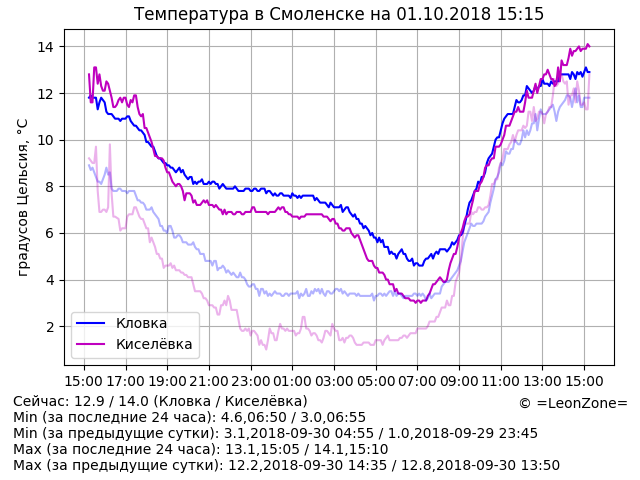 Температура в Смоленске на 01.10.2018 15:15
градусов Цельсия, °C
14
12
10
8
6
4
2
Кловка
Киселёвка
15:00 17:00 19:00 21:00 23:00 01:00 03:00 05:00 07:00 09:00 11:00 13:00 15:00
Сейчас: 12.9 / 14.0 (Кловка / Киселёвка)
© =LeonZone=
Min (за последние 24 часа): 4.6,06:50 / 3.0,06:55
Min (за предыдущие сутки): 3.1,2018-09-30 04:55 / 1.0,2018-09-29 23:45
Max (за последние 24 часа): 13.1,15:05 / 14.1,15:10
Max (за предыдущие сутки): 12.2,2018-09-30 14:35 / 12.8,2018-09-30 13:50